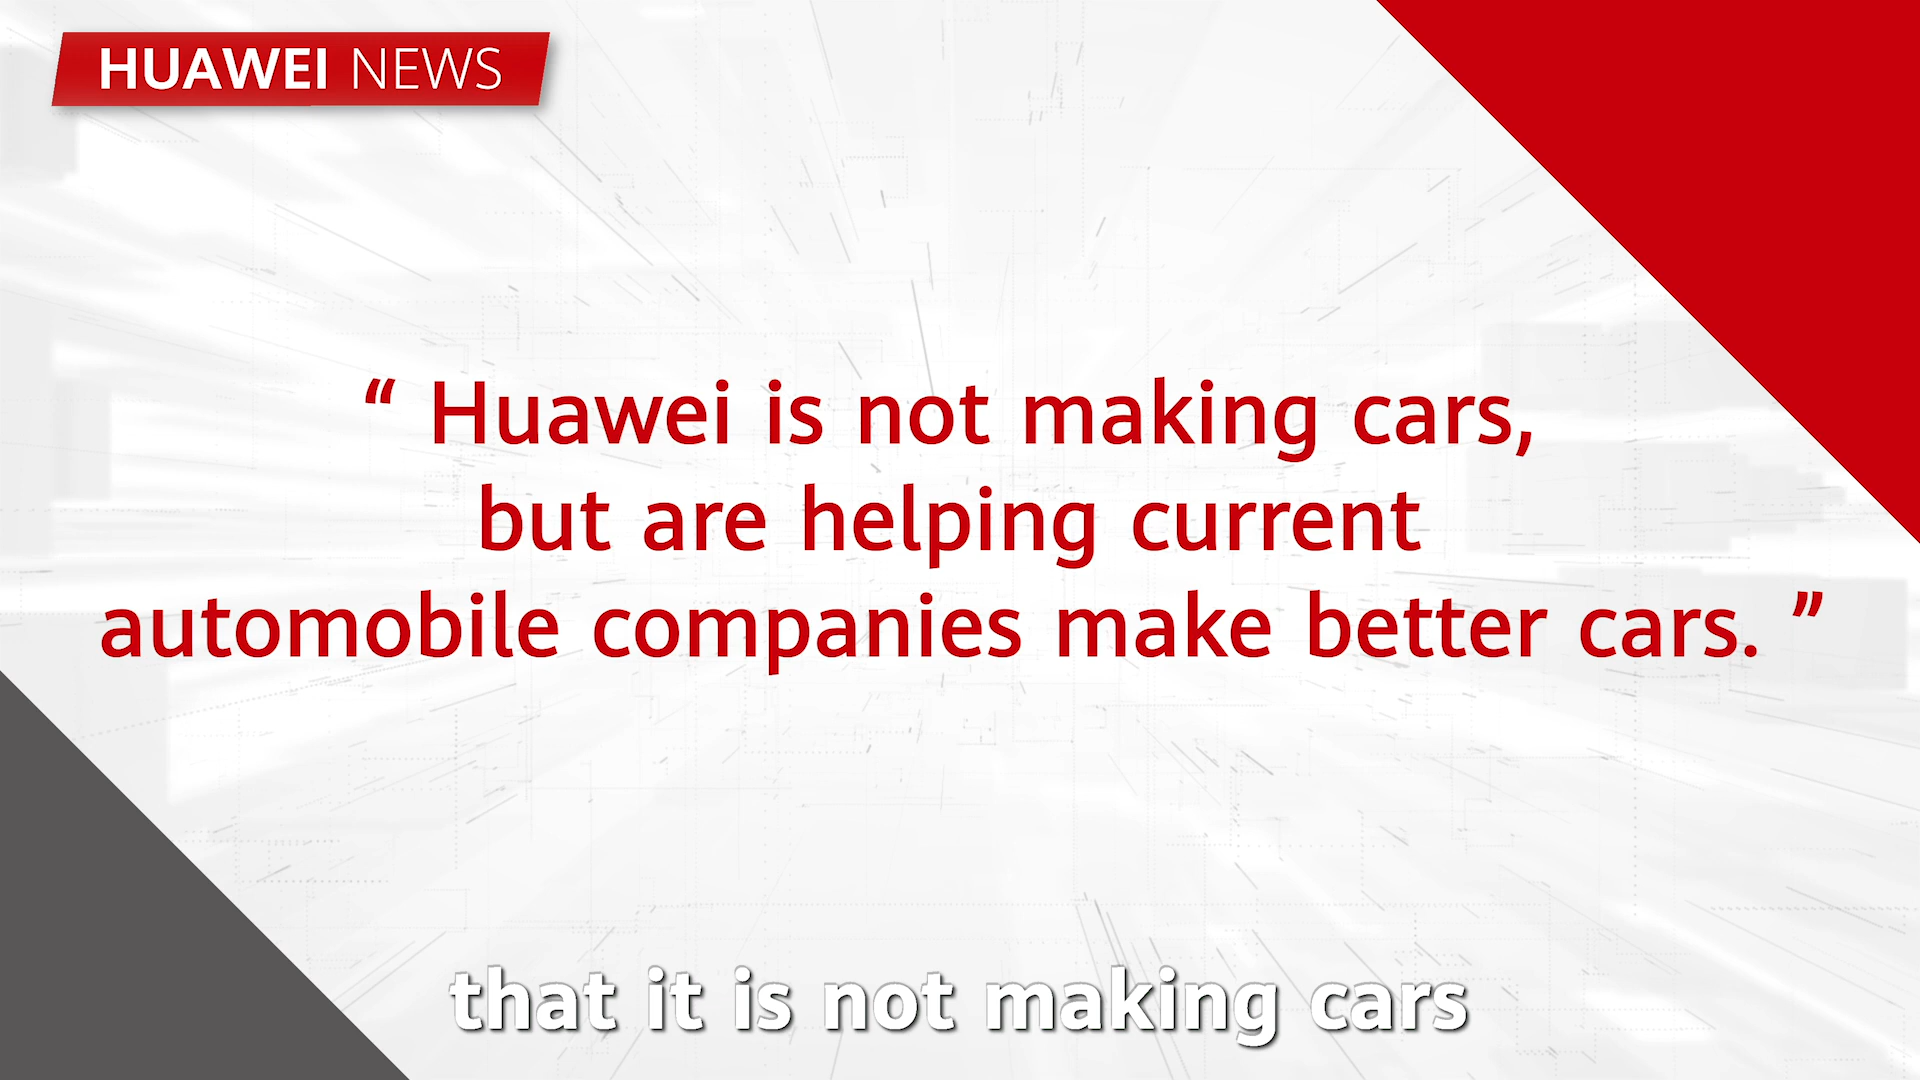 HUAWEI NEWS
“ Huawei is not making cars,
but are helping current
automobile companies make better cars. ”
that it is not making cars